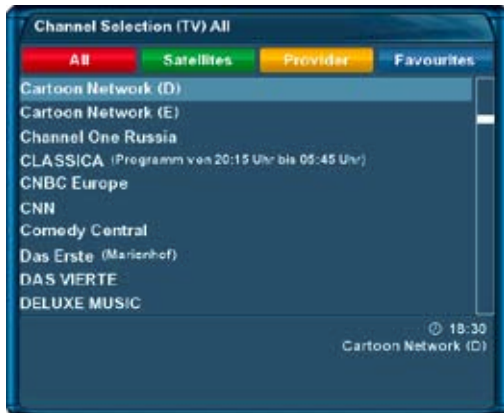 Channel Selection (TV) All
All Satellites Provider Favourites
Cartoon Network (D)
Cartoon Network (E)
Channel One Russia
CLASSICA (Programm von 20:15 Uhr bis 05:45 Uhr)
CNBC Europe
CNN
Comedy Central
Das Erste (Marienhof)
DAS VIERTE
DELUXE MUSIC
18:30
Cartoon Network (D)